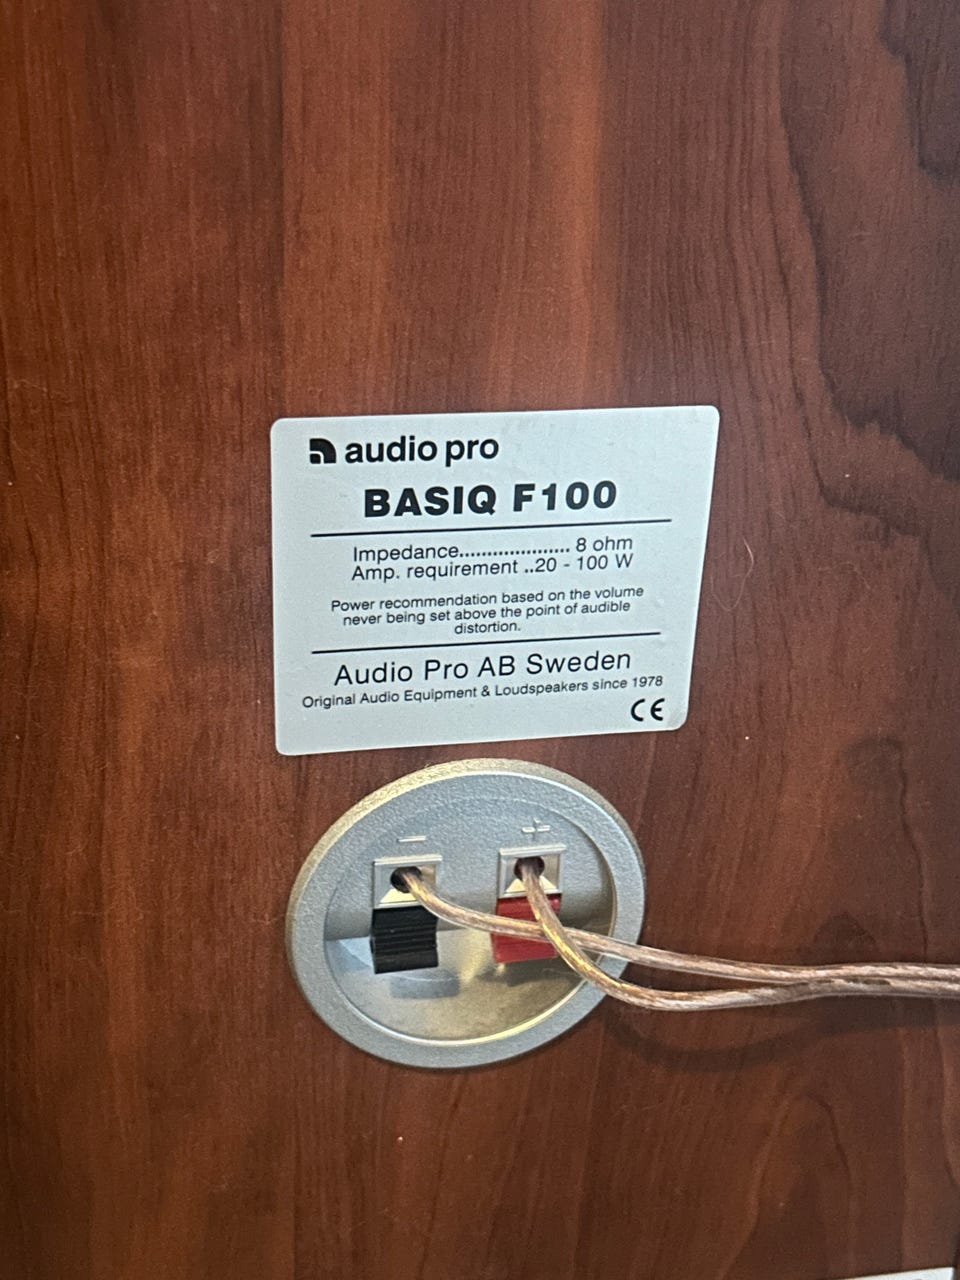 audio pro
BASIQ F100
Impedance.................... 8 ohm
Amp. requirement ..20 - 100 W
Power recommendation based on the volume
never being set above the point of audible
distortion.
Audio Pro AB Sweden
Original Audio Equipment & Loudspeakers since 1978
CE
− +